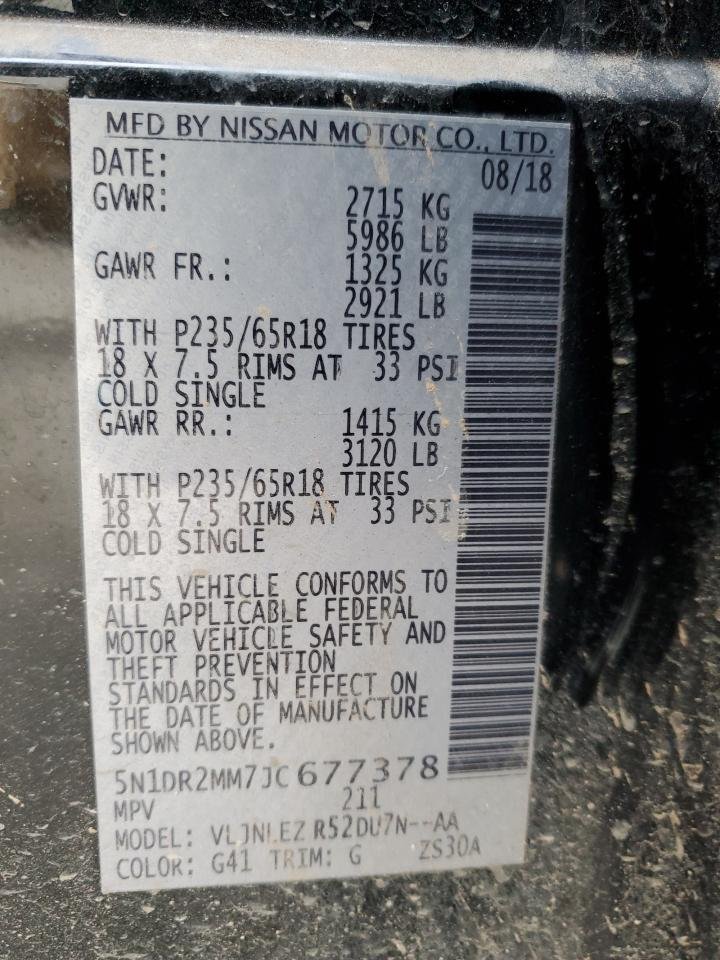 MFD BY NISSAN MOTOR CO., LTD.
DATE: 08/18
GVWR: 2715 KG
5986 LB
GAWR FR.: 1325 KG
2921 LB
WITH P235/65R18 TIRES
18 X 7.5 RIMS AT 33 PSI
COLD SINGLE
GAWR RR.: 1415 KG
3120 LB
WITH P235/65R18 TIRES
18 X 7.5 RIMS AT 33 PSI
COLD SINGLE
THIS VEHICLE CONFORMS TO
ALL APPLICABLE FEDERAL
MOTOR VEHICLE SAFETY AND
THEFT PREVENTION
STANDARDS IN EFFECT ON
THE DATE OF MANUFACTURE
SHOWN ABOVE.
5N1DR2MM7JC677378
MPV 211
MODEL: VLJNLEZ R52DU7N--AA
COLOR: G41 TRIM: G ZS30A